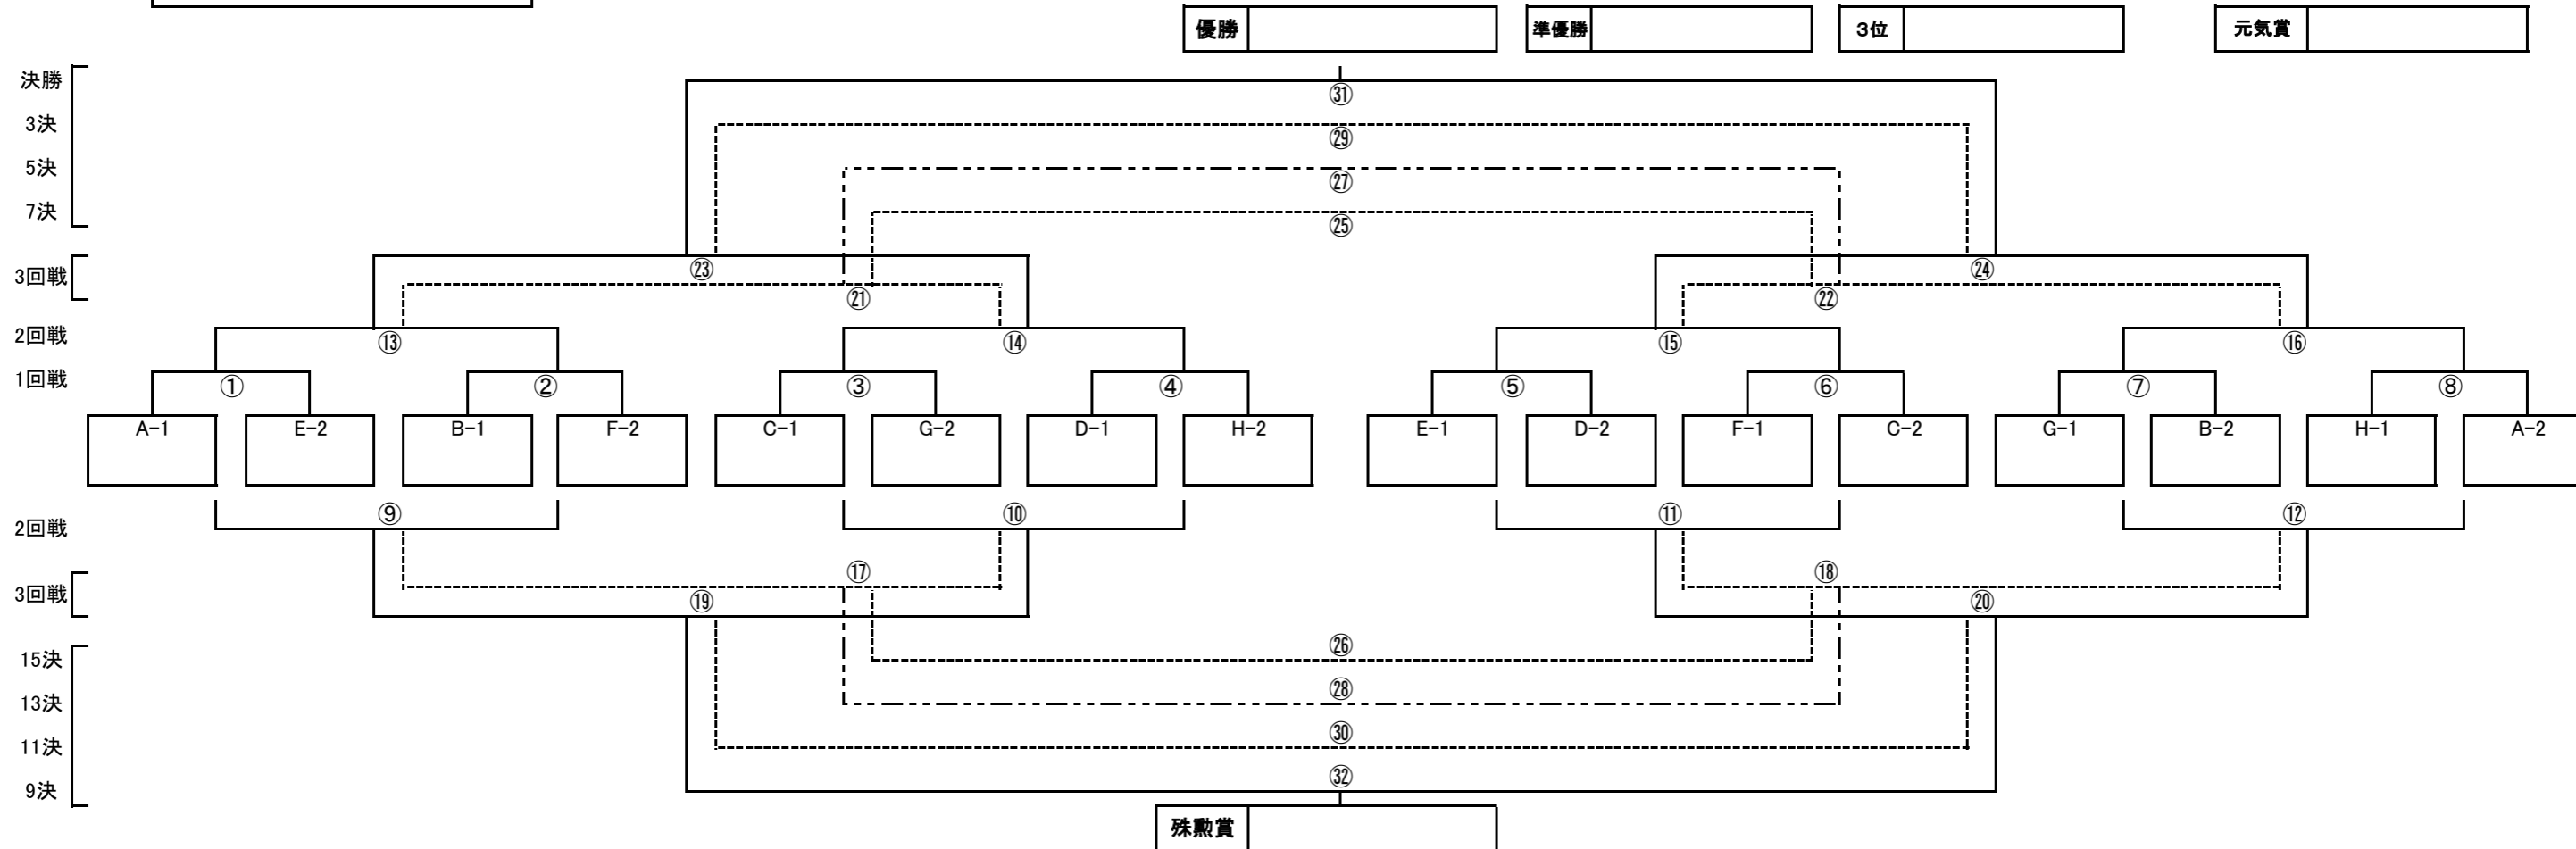 優勝 準優勝 3位 元気賞
決勝 ㉛
3決 ㉙
5決 ㉗
7決 ㉕
3回戦 ㉓ ㉔
㉑ ㉒
2回戦 ⑬ ⑭ ⑮ ⑯
1回戦 ① ② ③ ④ ⑤ ⑥ ⑦ ⑧
A-1 E-2 B-1 F-2 C-1 G-2 D-1 H-2 E-1 D-2 F-1 C-2 G-1 B-2 H-1 A-2
2回戦 ⑨ ⑩ ⑪ ⑫
⑰ ⑱
3回戦 ⑲ ⑳
15決 ㉖
13決 ㉘
11決 ㉚
9決 ㉜
殊勲賞